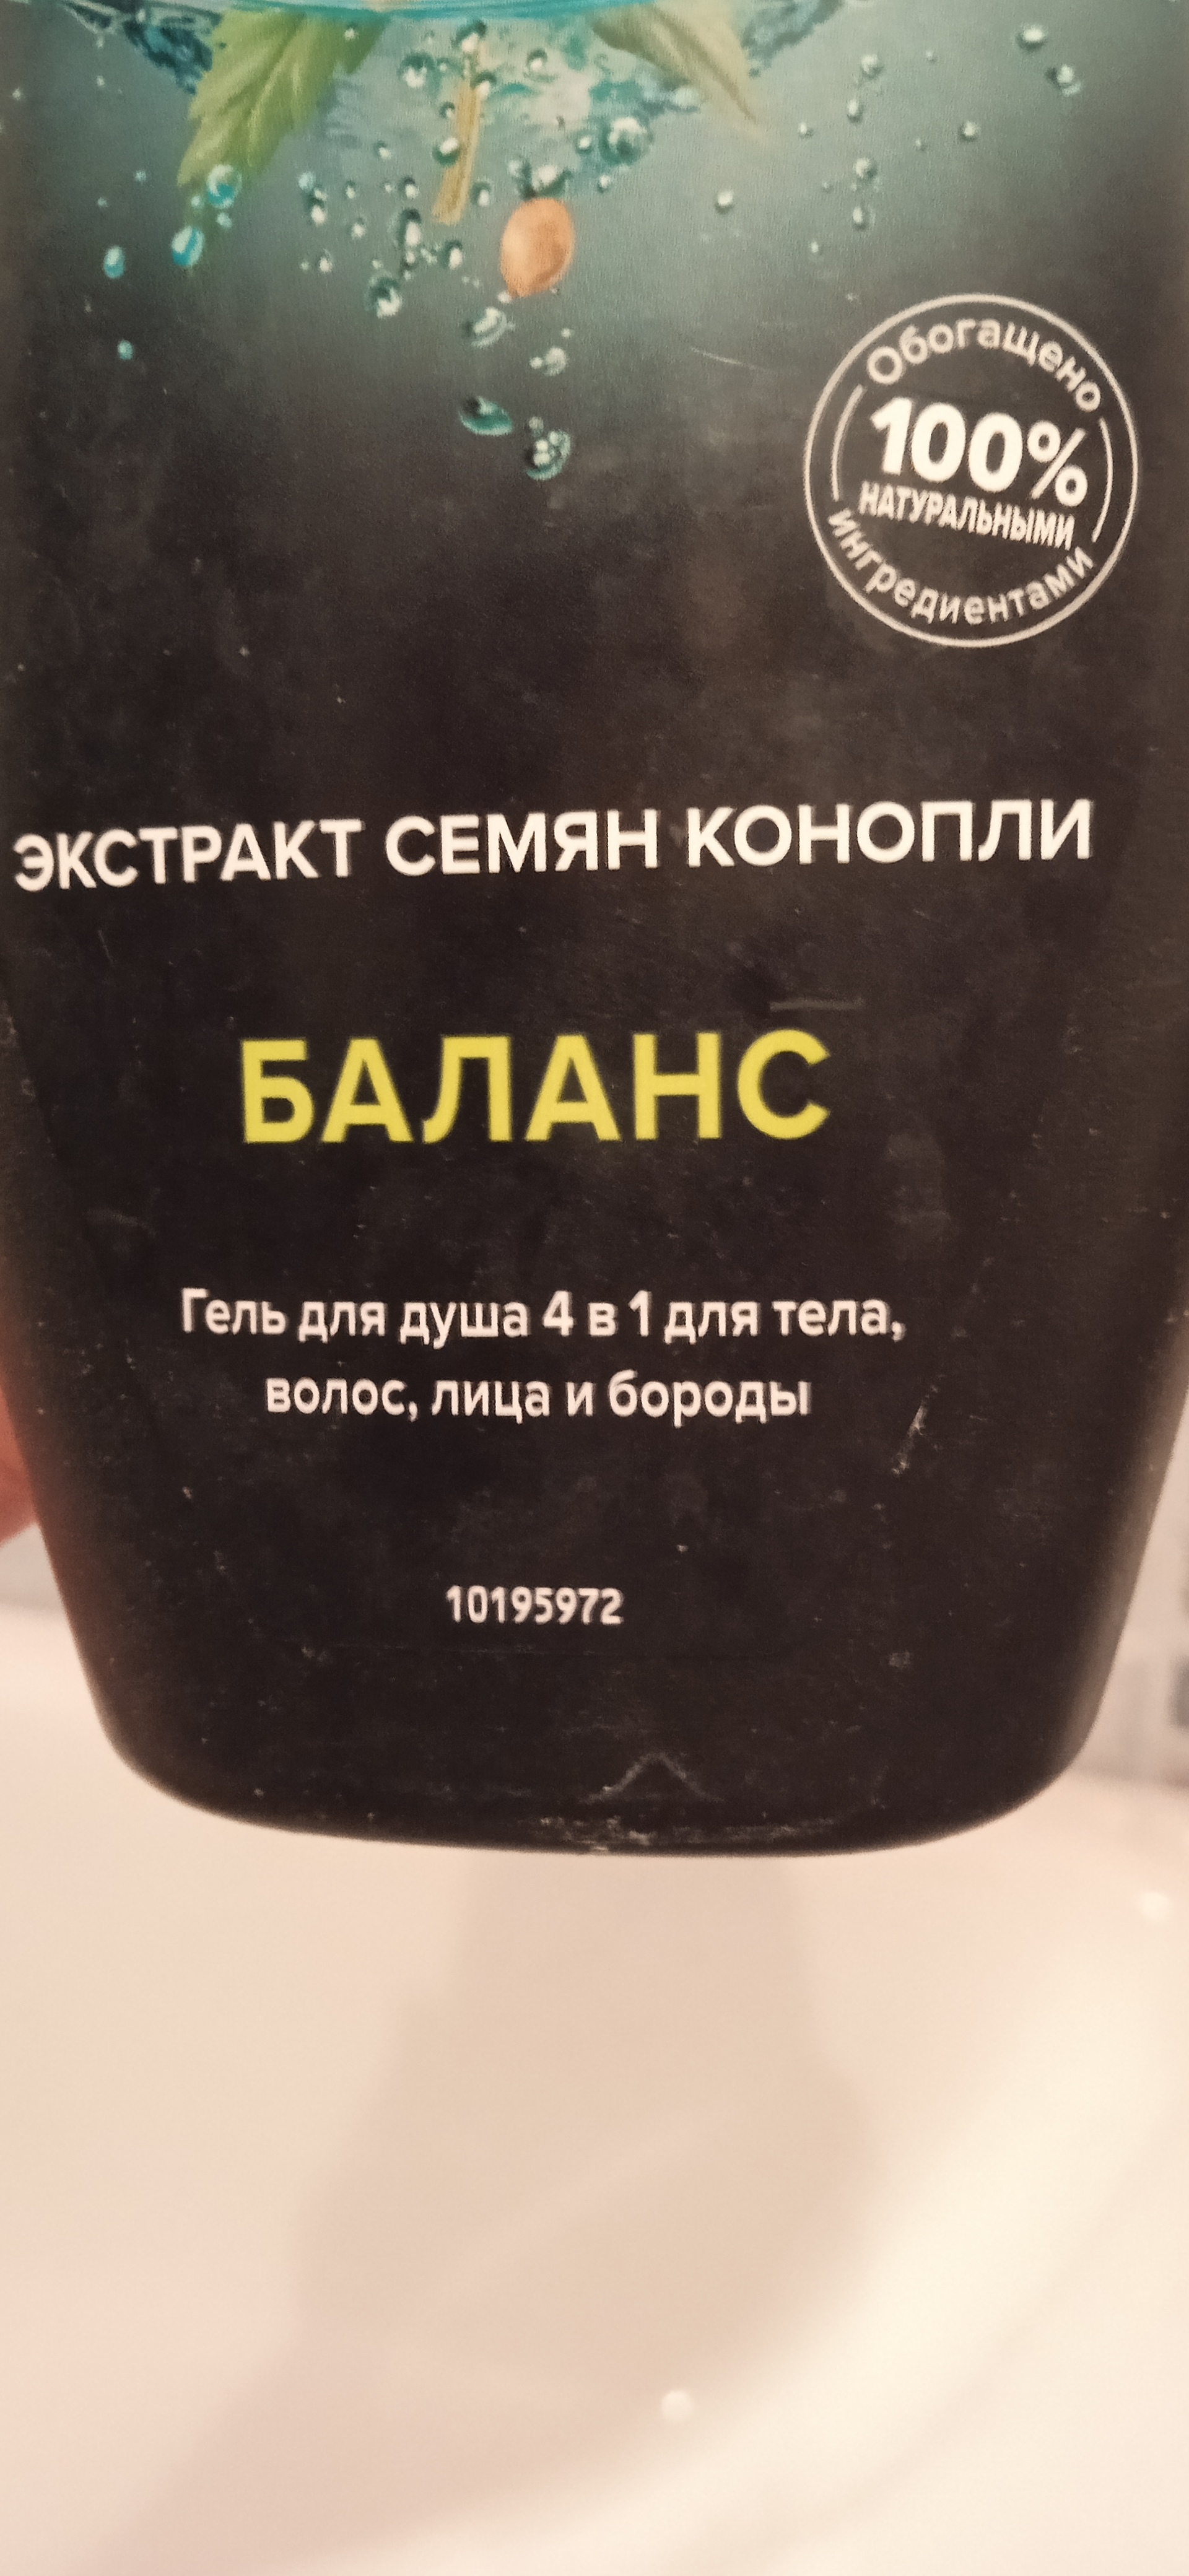 Обогащено
100%
НАТУРАЛЬНЫМИ
ингредиентами
ЭКСТРАКТ СЕМЯН КОНОПЛИ
БАЛАНС
Гель для душа 4 в 1 для тела,
волос, лица и бороды
10195972